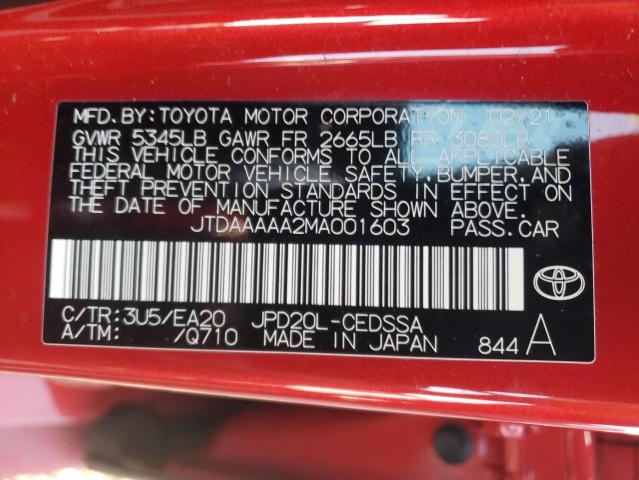 MFD. BY: TOYOTA MOTOR CORPORATION 02/21
GVWR 5345LB GAWR FR 2665LB RR 3080LB
THIS VEHICLE CONFORMS TO ALL APPLICABLE
FEDERAL MOTOR VEHICLE SAFETY, BUMPER, AND
THEFT PREVENTION STANDARDS IN EFFECT ON
THE DATE OF MANUFACTURE SHOWN ABOVE.
JTDAAAAA2MA001603 PASS.CAR
C/TR: 3U5/EA20 JPD20L-CEDSSA
A/TM: /Q710 MADE IN JAPAN 844 A